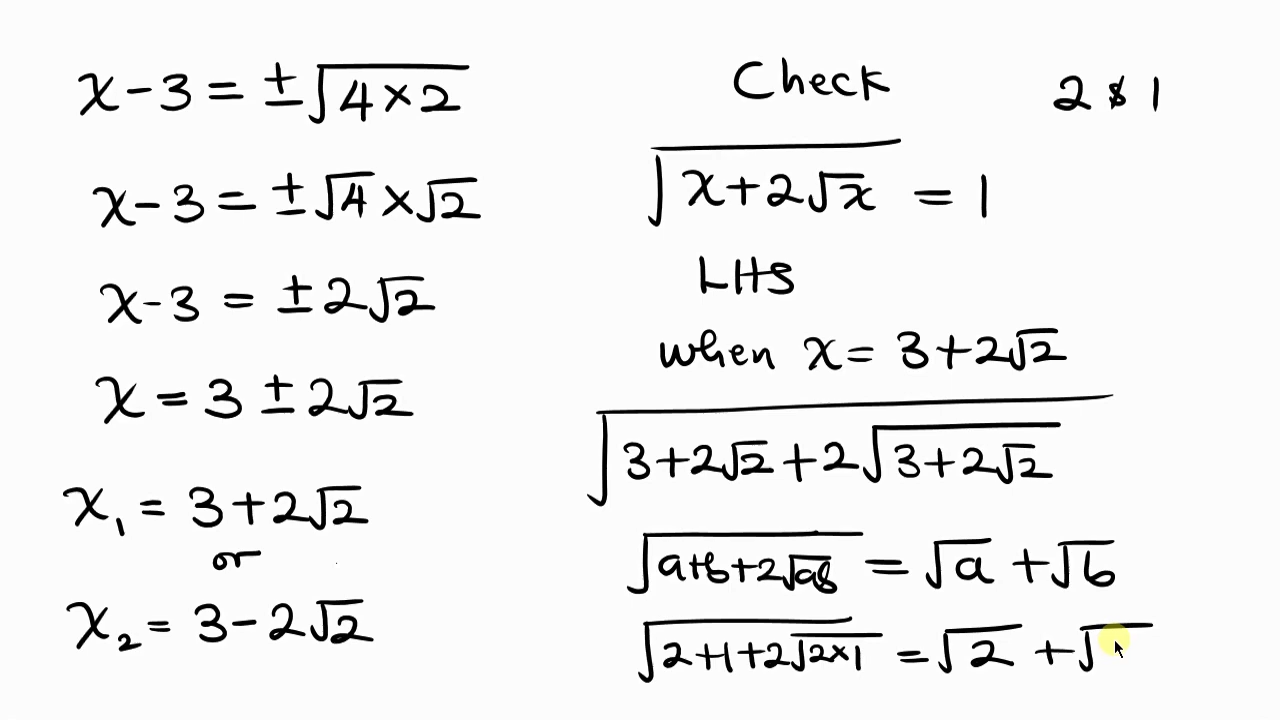 x-3 = ±√(4×2)
x-3 = ±√4×√2
x-3 = ±2√2
x = 3±2√2
x₁ = 3+2√2
or
x₂ = 3-2√2
Check
2 & 1
√(x+2√x) = 1
LHS
when x = 3+2√2
√(3+2√2+2√(3+2√2))
√(a+b+2√(ab)) = √a +√b
√(2+1+2√(2×1)) = √2 +√